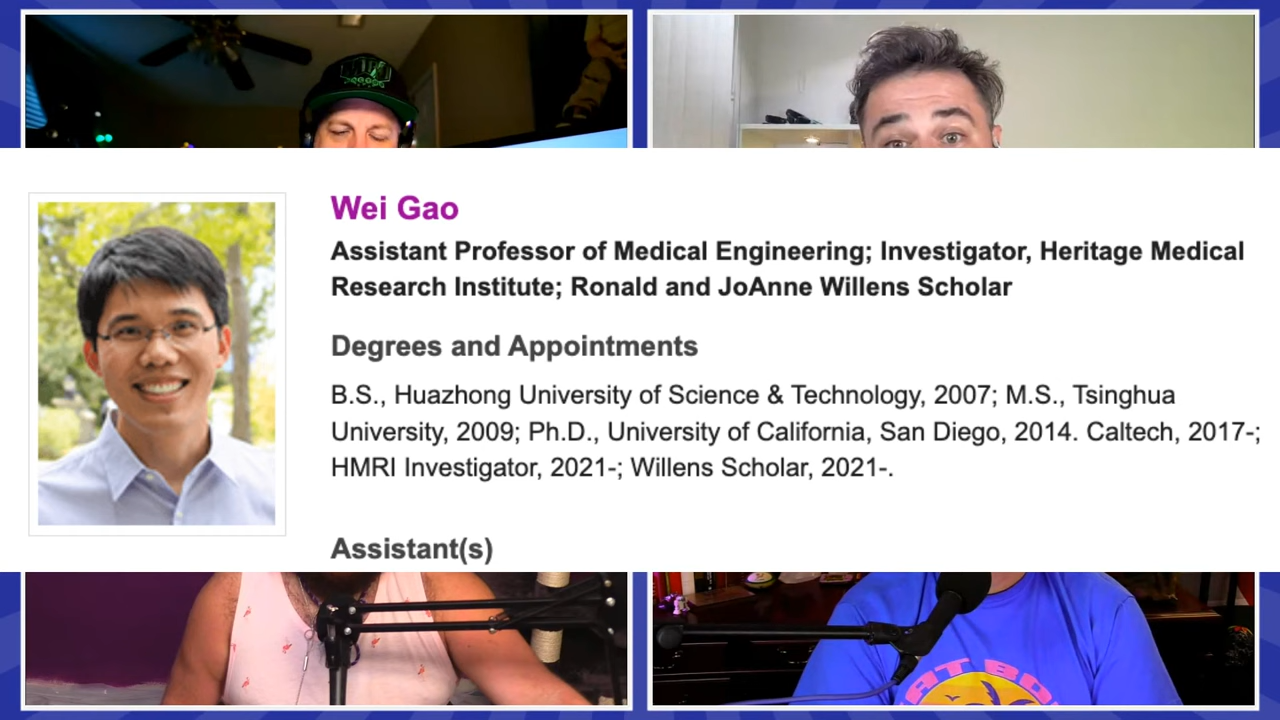 Wei Gao
Assistant Professor of Medical Engineering; Investigator, Heritage Medical
Research Institute; Ronald and JoAnne Willens Scholar
Degrees and Appointments
B.S., Huazhong University of Science & Technology, 2007; M.S., Tsinghua
University, 2009; Ph.D., University of California, San Diego, 2014. Caltech, 2017-;
HMRI Investigator, 2021-; Willens Scholar, 2021-.
Assistant(s)